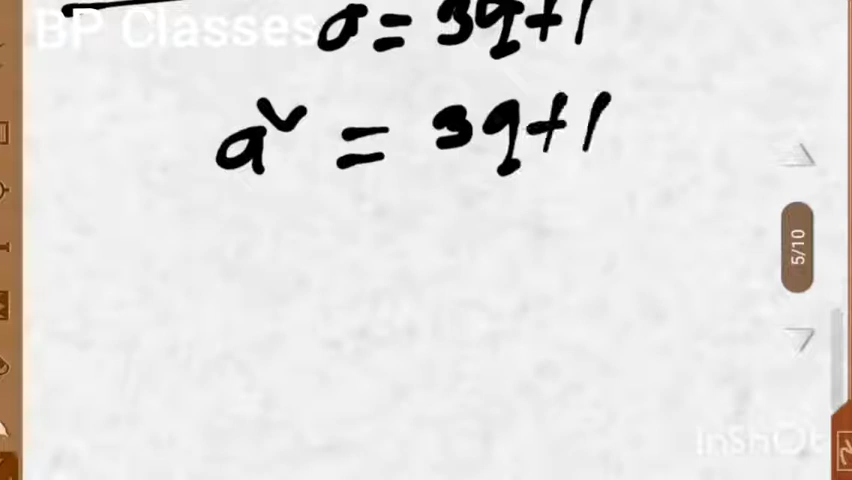 BP Classes
a = 3q+1
a² = 3q+1
5/10
InShOt